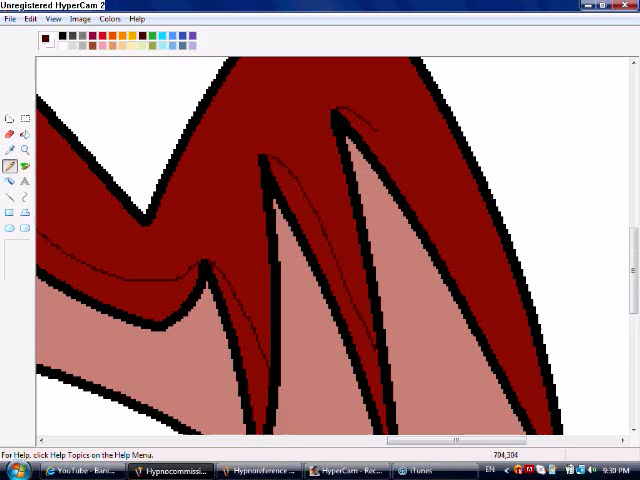 Unregistered HyperCam 2
File Edit View Image Colors Help
For Help, click Help Topics on the Help Menu.
704,304
YouTube - Bani...
Hypnocommissi...
Hypnoreference ...
HyperCam - Rec...
iTunes
EN
9:30 PM